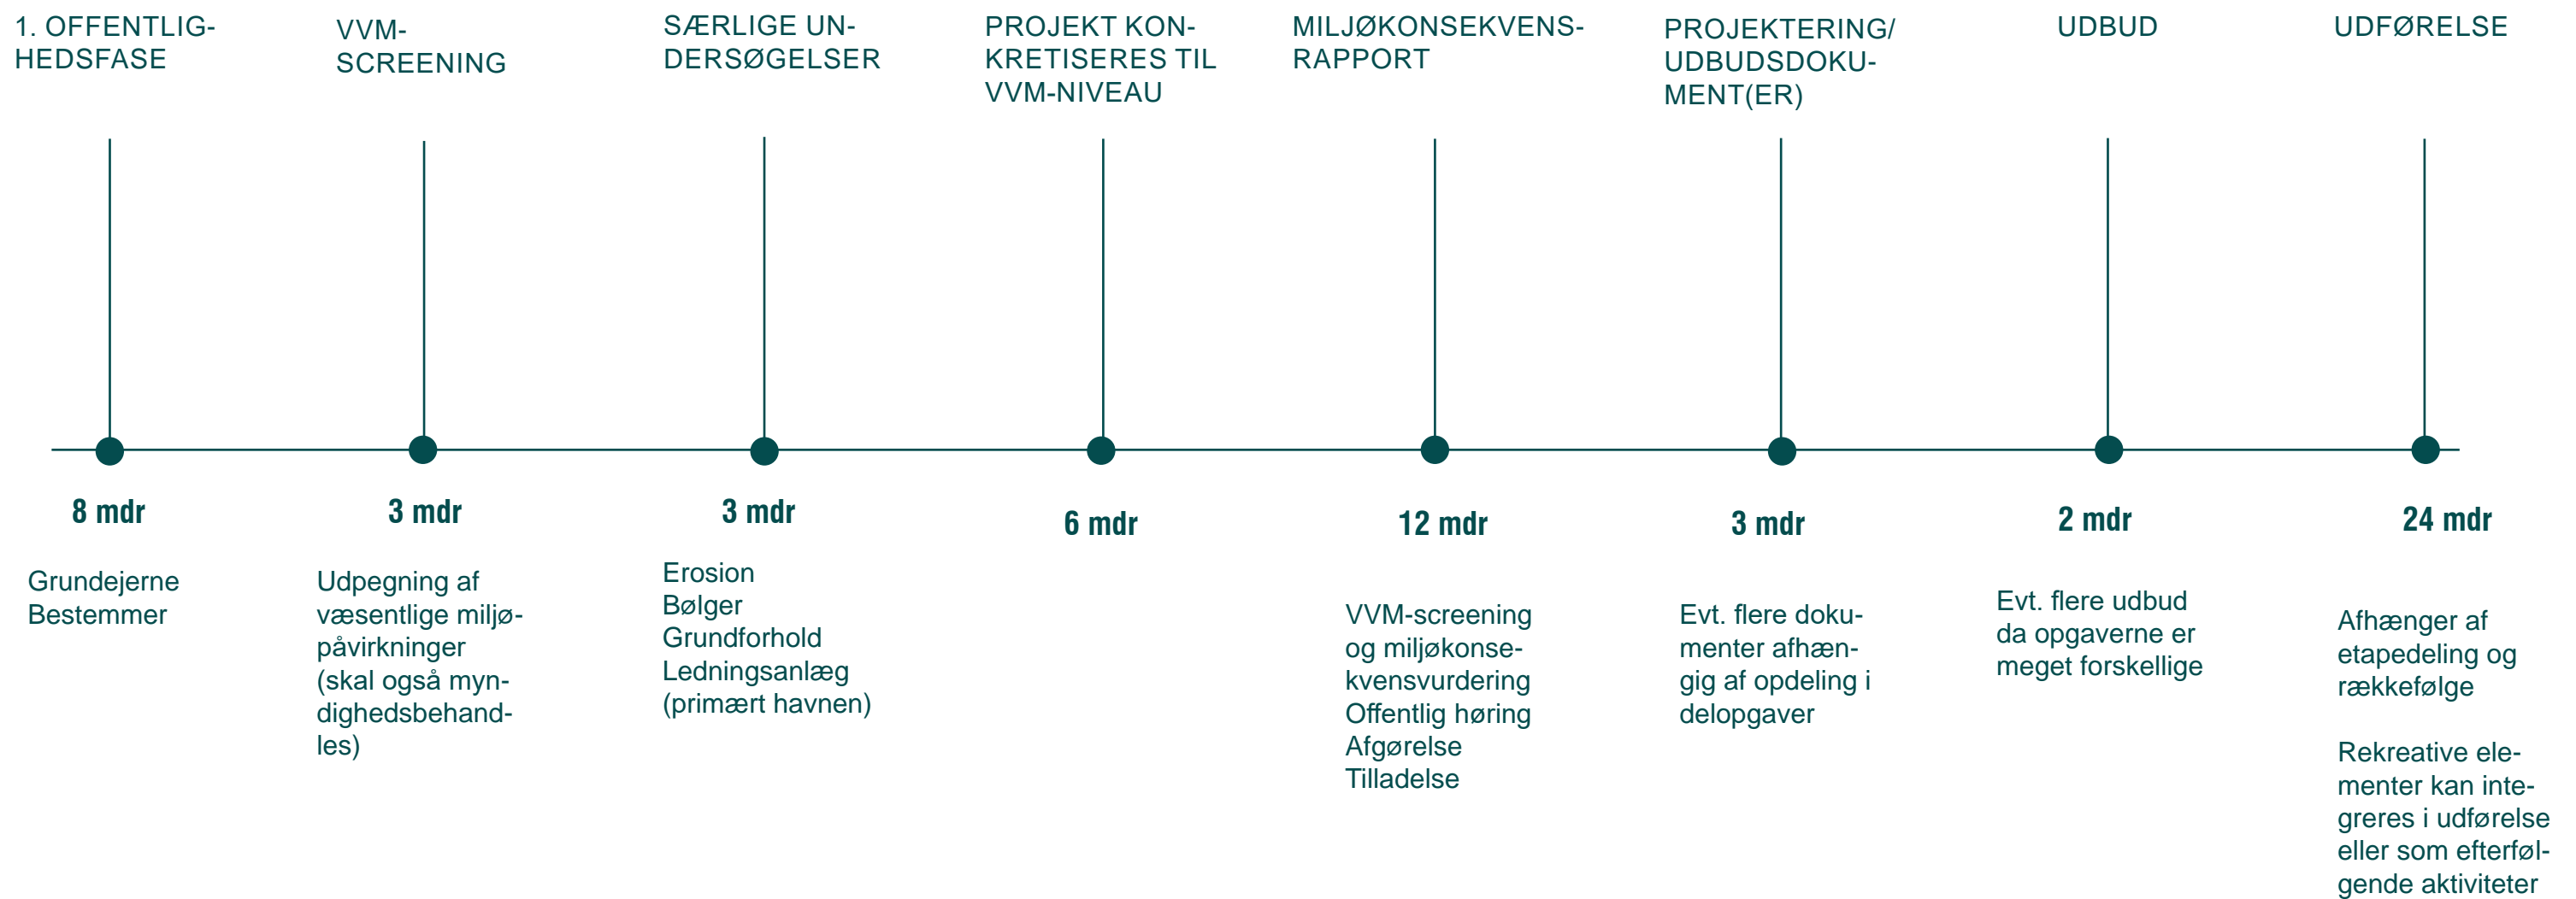 1. OFFENTLIG-
HEDSFASE
VVM-
SCREENING
SÆRLIGE UN-
DERSØGELSER
PROJEKT KON-
KRETISERES TIL
VVM-NIVEAU
MILJØKONSEKVENS-
RAPPORT
PROJEKTERING/
UDBUDSDOKU-
MENT(ER)
UDBUD
UDFØRELSE
8 mdr
Grundejerne
Bestemmer
3 mdr
Udpegning af
væsentlige miljø-
påvirkninger
(skal også myn-
dighedsbehand-
les)
3 mdr
Erosion
Bølger
Grundforhold
Ledningsanlæg
(primært havnen)
6 mdr
12 mdr
VVM-screening
og miljøkonse-
kvensvurdering
Offentlig høring
Afgørelse
Tilladelse
3 mdr
Evt. flere doku-
menter afhæn-
gig af opdeling i
delopgaver
2 mdr
Evt. flere udbud
da opgaverne er
meget forskellige
24 mdr
Afhænger af
etapedeling og
rækkefølge
Rekreative ele-
menter kan inte-
greres i udførelse
eller som efterføl-
gende aktiviteter